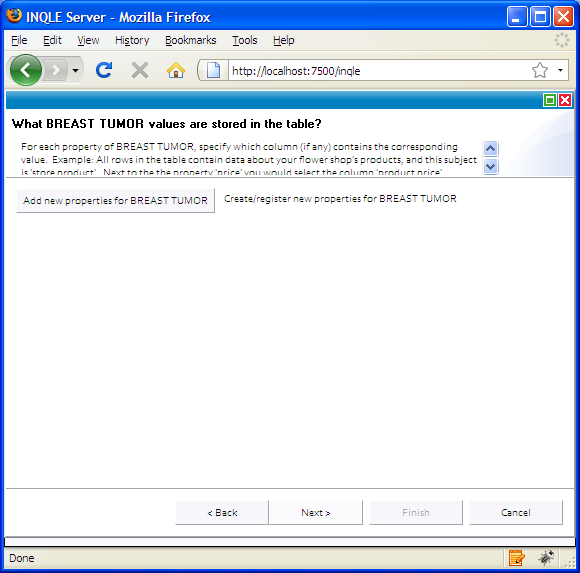 INQLE Server - Mozilla Firefox
File Edit View History Bookmarks Tools Help
http://localhost:7500/inqle
What BREAST TUMOR values are stored in the table?
For each property of BREAST TUMOR, specify which column (if any) contains the corresponding
value. Example: All rows in the table contain data about your flower shop's products, and this subject
is 'store product'. Next to the the property 'price' you would select the column 'product price'.
Add new properties for BREAST TUMOR Create/register new properties for BREAST TUMOR
< Back Next > Finish Cancel
Done